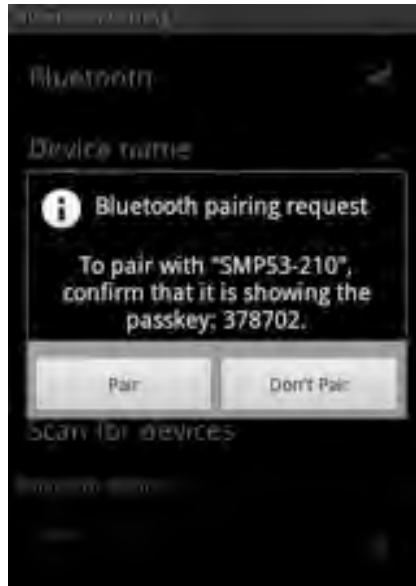 Bluetooth
Device name
Bluetooth pairing request
To pair with "SMP53-210",
confirm that it is showing the
passkey: 378702.
Pair
Don't Pair
Scan for devices